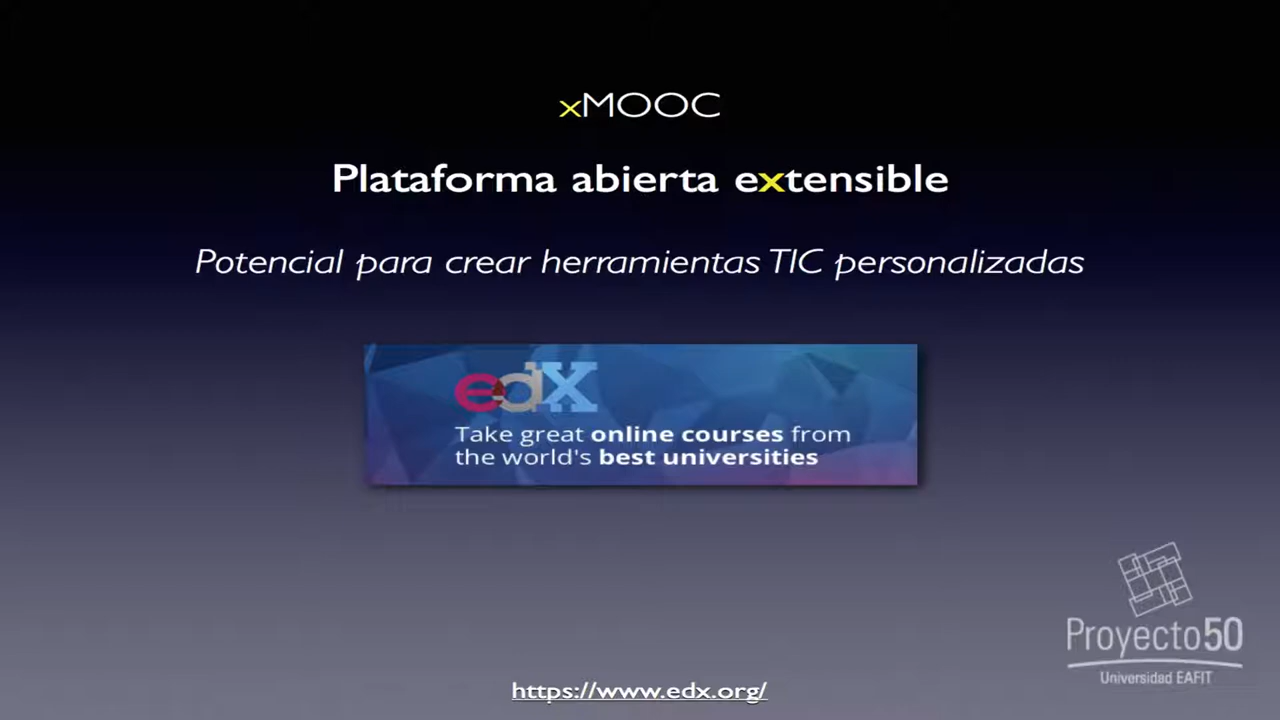 xMOOC
Plataforma abierta extensible
Potencial para crear herramientas TIC personalizadas
edX
Take great online courses from
the world's best universities
Proyecto50
Universidad EAFIT
https://www.edx.org/